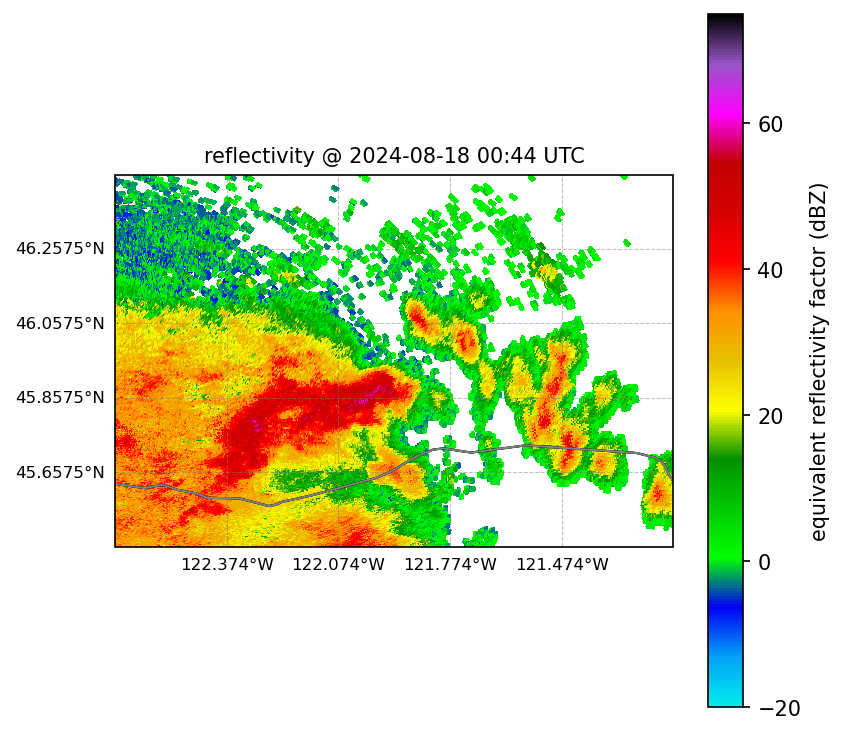 reflectivity @ 2024-08-18 00:44 UTC
46.2575°N
46.0575°N
45.8575°N
45.6575°N
122.374°W 122.074°W 121.774°W 121.474°W
60
40
20
0
−20
equivalent reflectivity factor (dBZ)